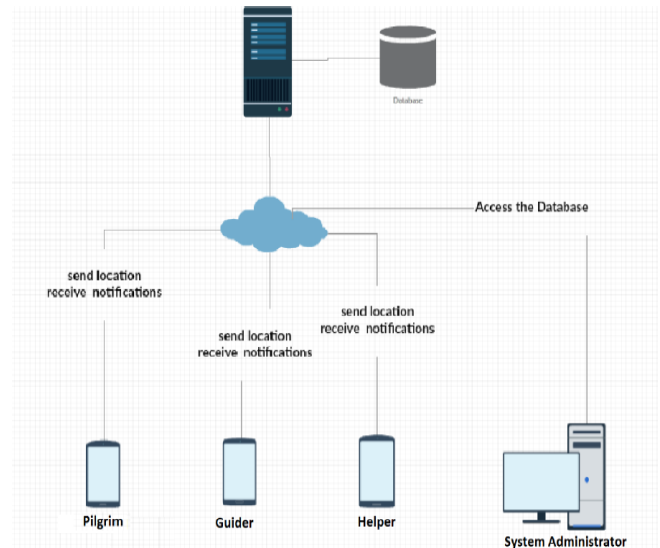 Database
Access the Database
send location
receive notifications
send location
receive notifications
send location
receive notifications
Pilgrim
Guider
Helper
System Administrator